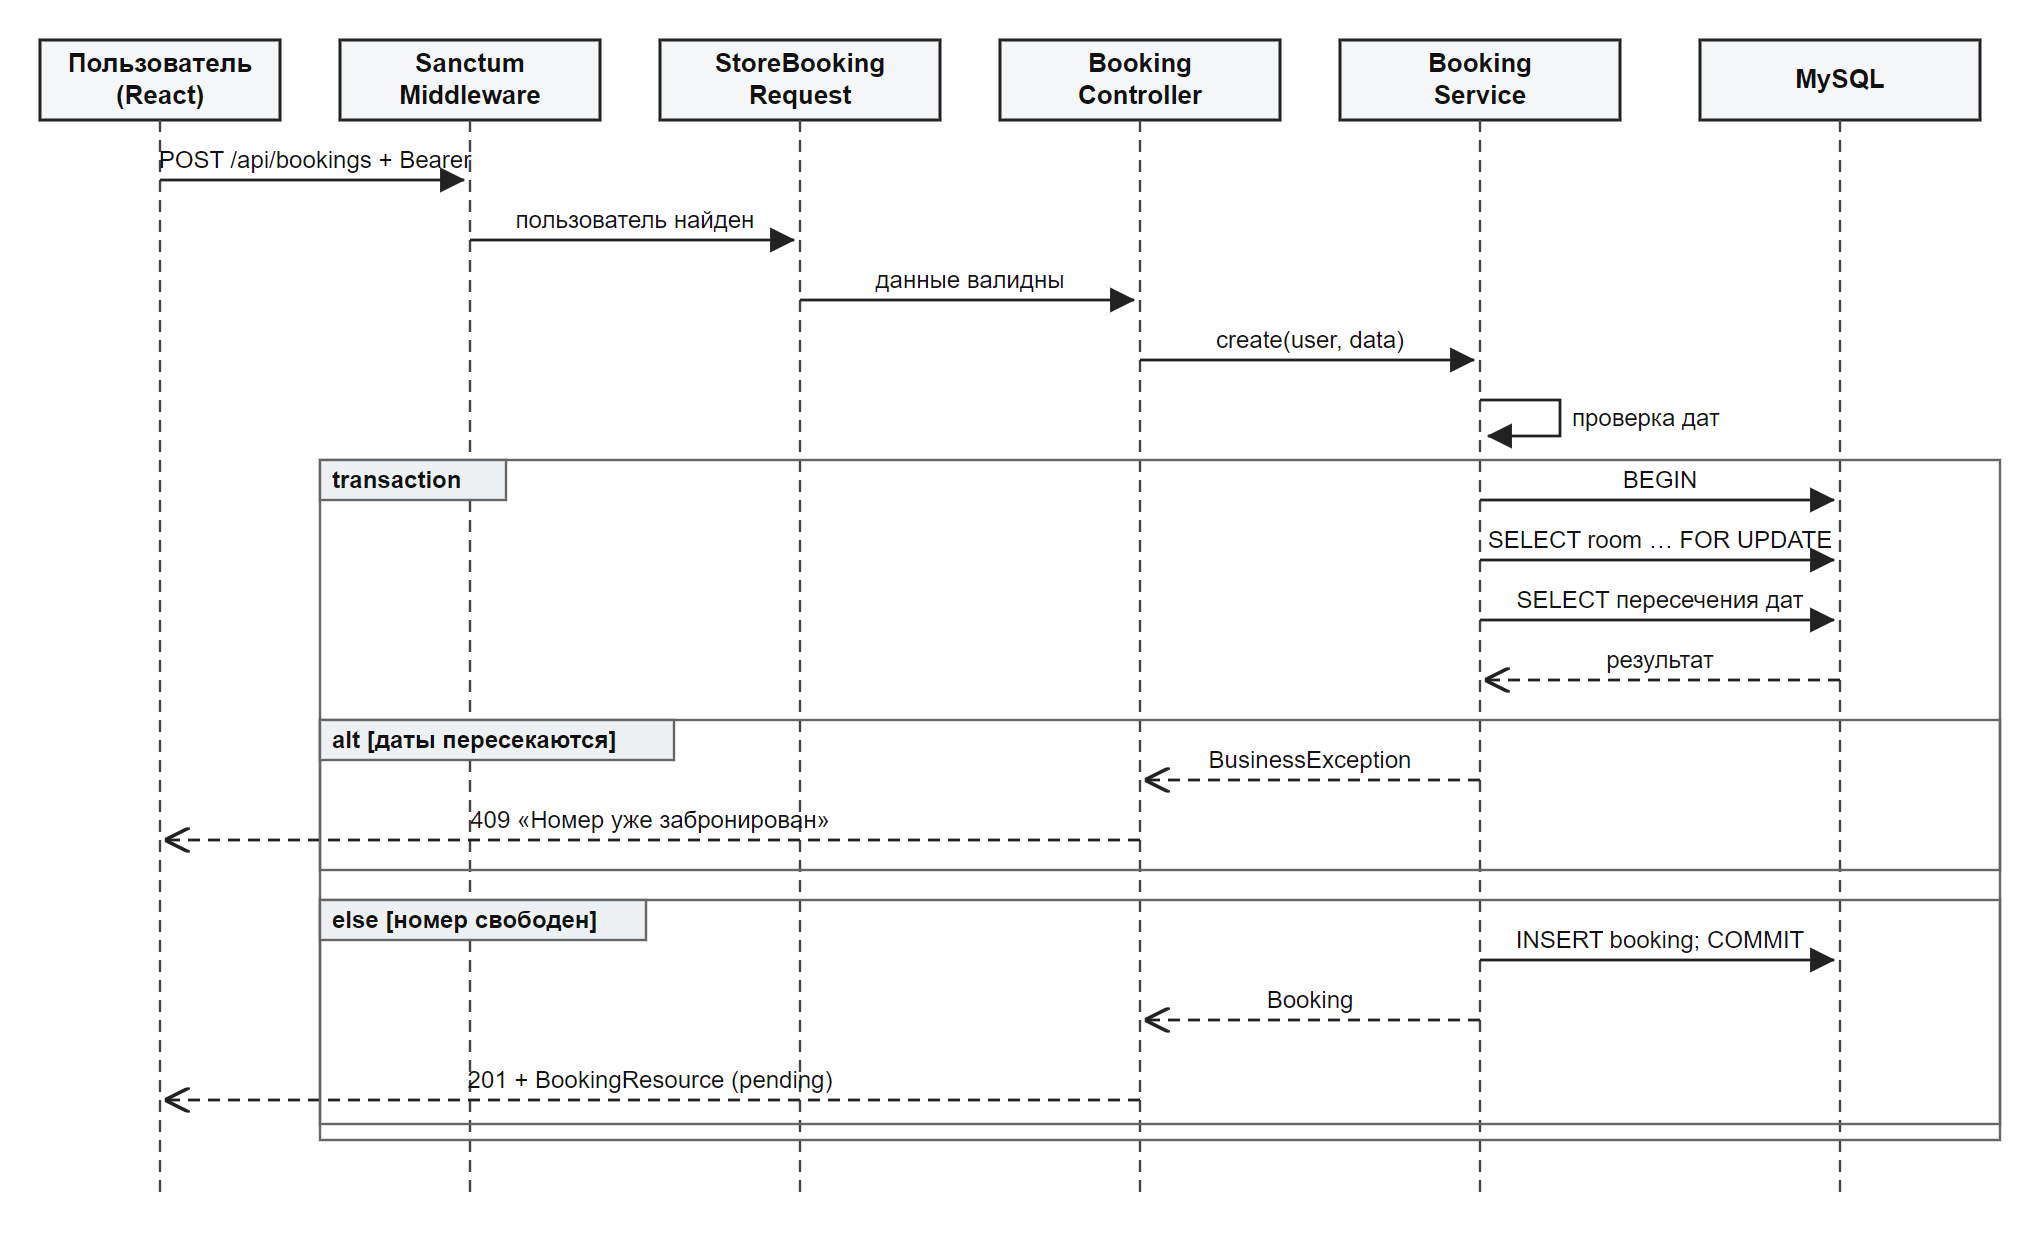 Пользователь
(React)
Sanctum
Middleware
StoreBooking
Request
Booking
Controller
Booking
Service
MySQL
POST /api/bookings + Bearer
пользователь найден
данные валидны
create(user, data)
проверка дат
transaction
BEGIN
SELECT room … FOR UPDATE
SELECT пересечения дат
результат
alt [даты пересекаются]
BusinessException
409 «Номер уже забронирован»
else [номер свободен]
INSERT booking; COMMIT
Booking
201 + BookingResource (pending)